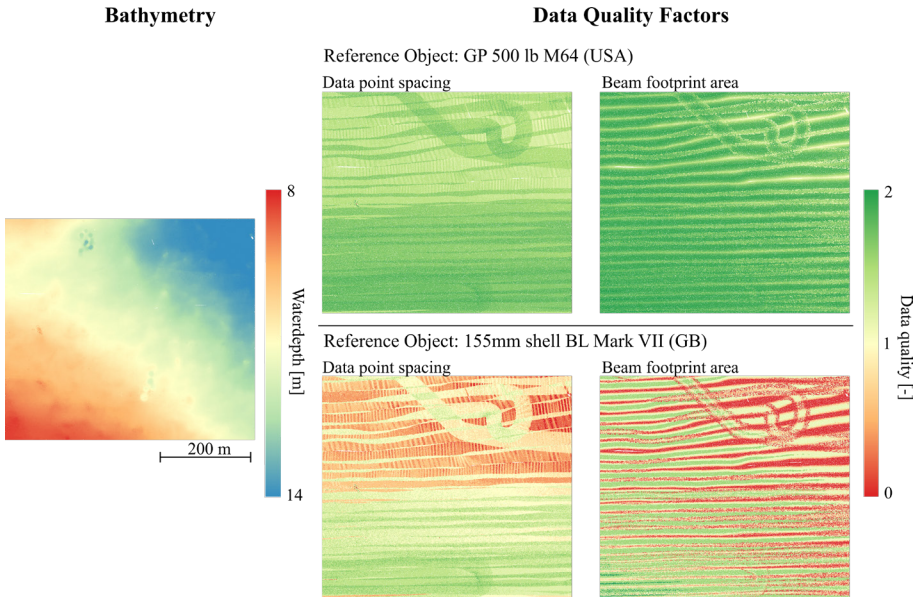 Bathymetry
Data Quality Factors
Reference Object: GP 500 lb M64 (USA)
Data point spacing
Beam footprint area
8
Waterdepth [m]
14
200 m
2
Data quality [-]
1
0
Reference Object: 155mm shell BL Mark VII (GB)
Data point spacing
Beam footprint area